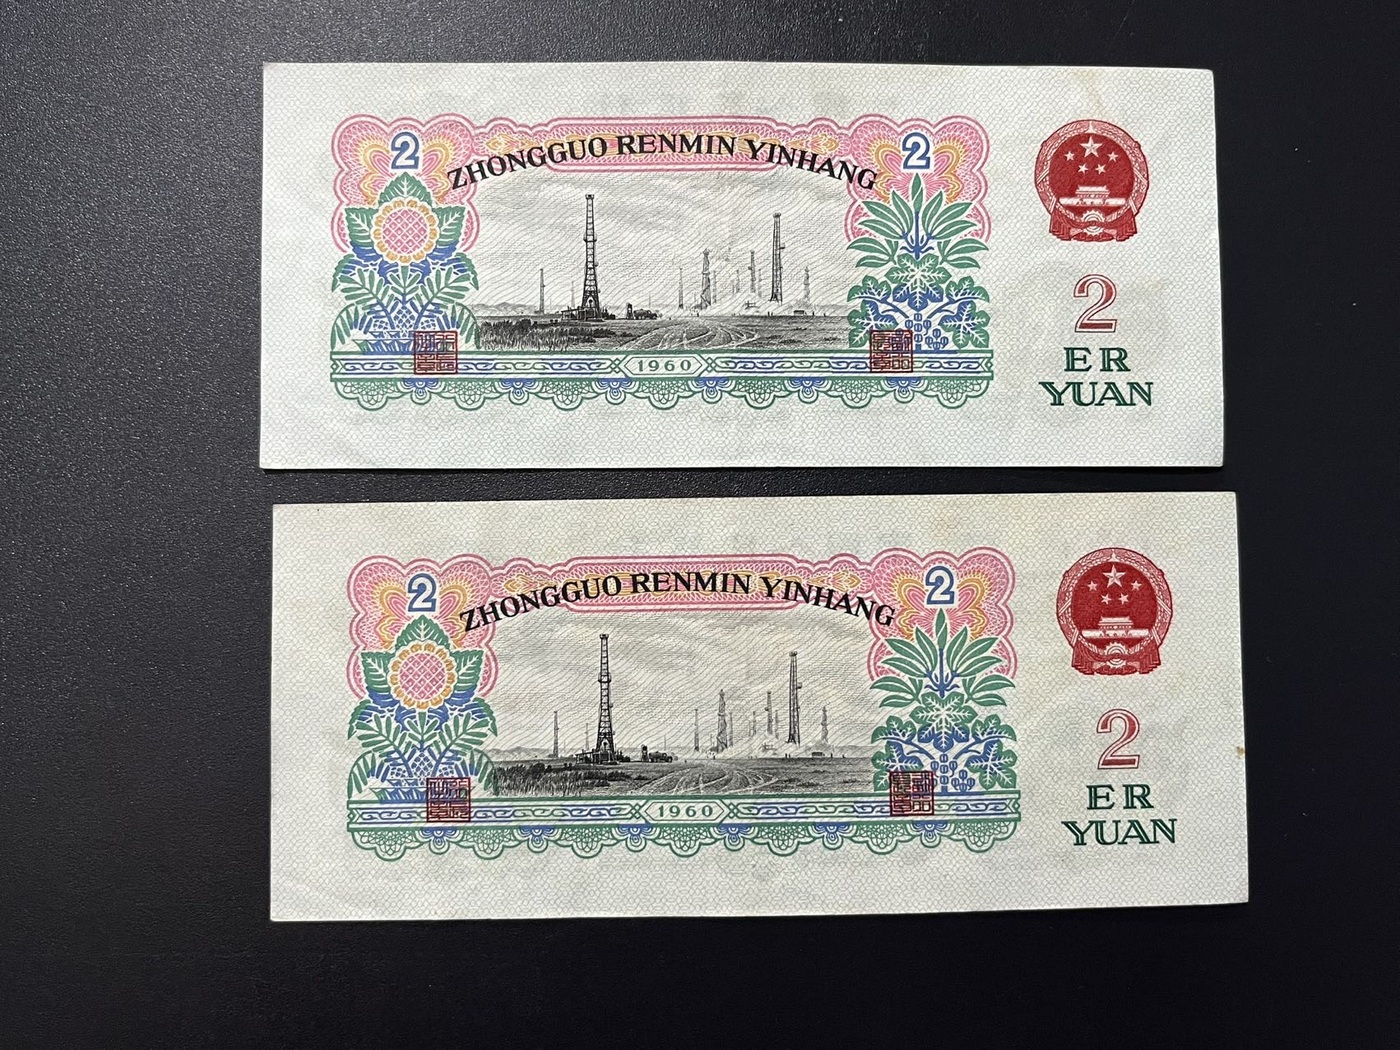 2 ZHONGGUO RENMIN YINHANG 2
2
ER
YUAN
1960
2 ZHONGGUO RENMIN YINHANG 2
2
ER
YUAN
1960